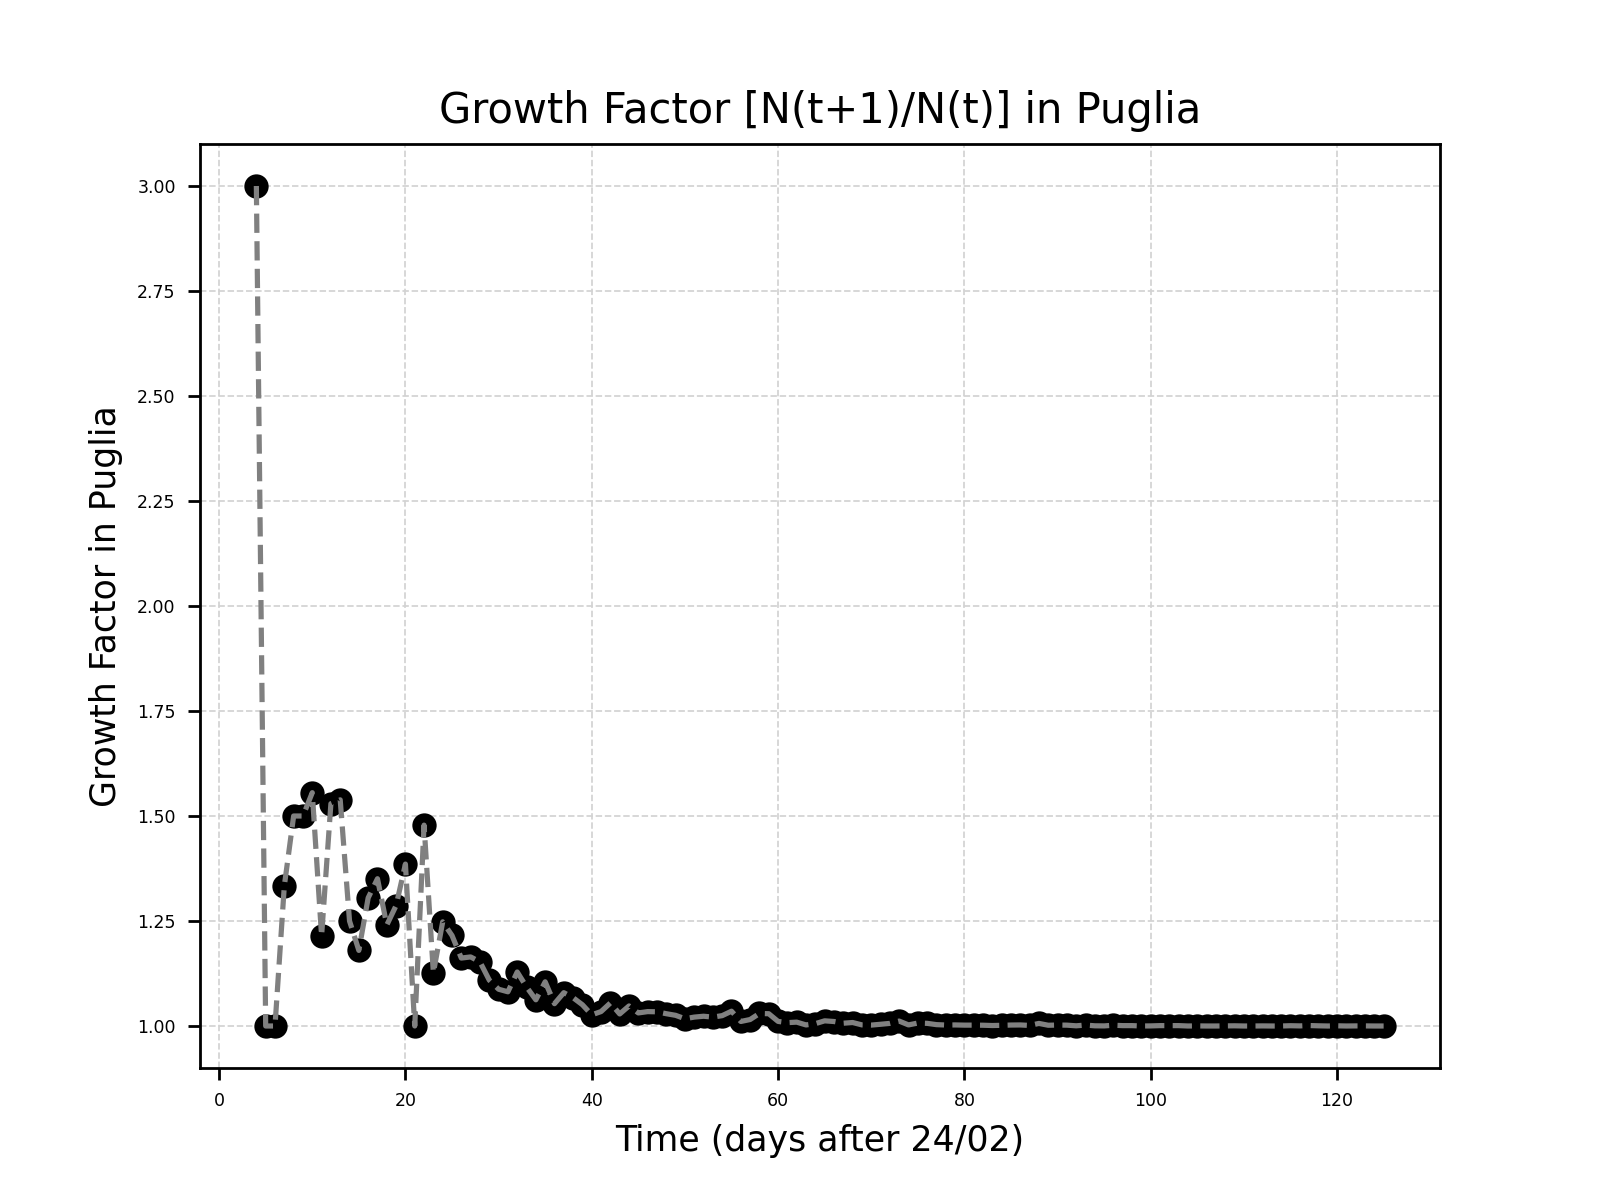 Growth Factor [N(t+1)/N(t)] in Puglia
Growth Factor in Puglia
3.00
2.75
2.50
2.25
2.00
1.75
1.50
1.25
1.00
0 20 40 60 80 100 120
Time (days after 24/02)